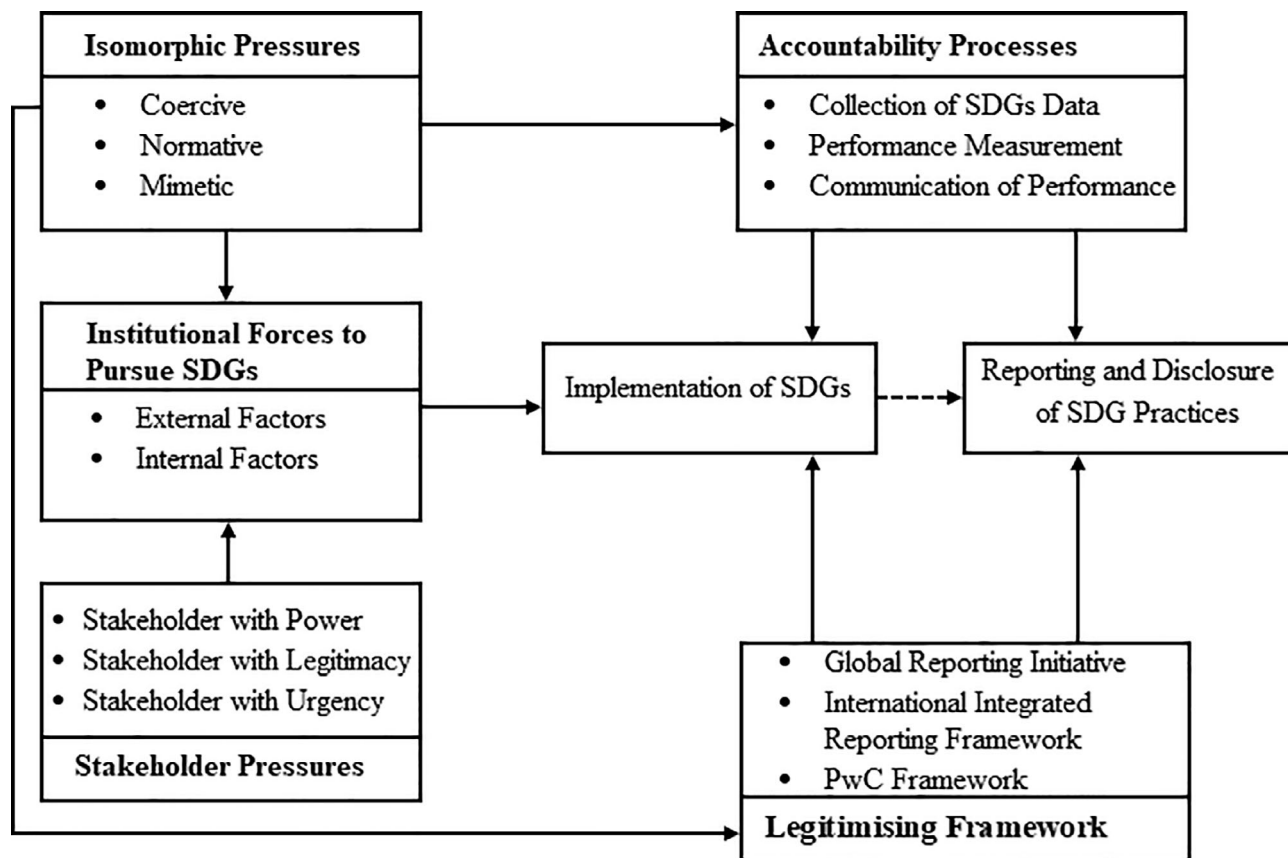 Isomorphic Pressures
• Coercive
• Normative
• Mimetic
Accountability Processes
• Collection of SDGs Data
• Performance Measurement
• Communication of Performance
Institutional Forces to
Pursue SDGs
• External Factors
• Internal Factors
Implementation of SDGs
Reporting and Disclosure
of SDG Practices
• Stakeholder with Power
• Stakeholder with Legitimacy
• Stakeholder with Urgency
Stakeholder Pressures
• Global Reporting Initiative
• International Integrated
Reporting Framework
• PwC Framework
Legitimising Framework